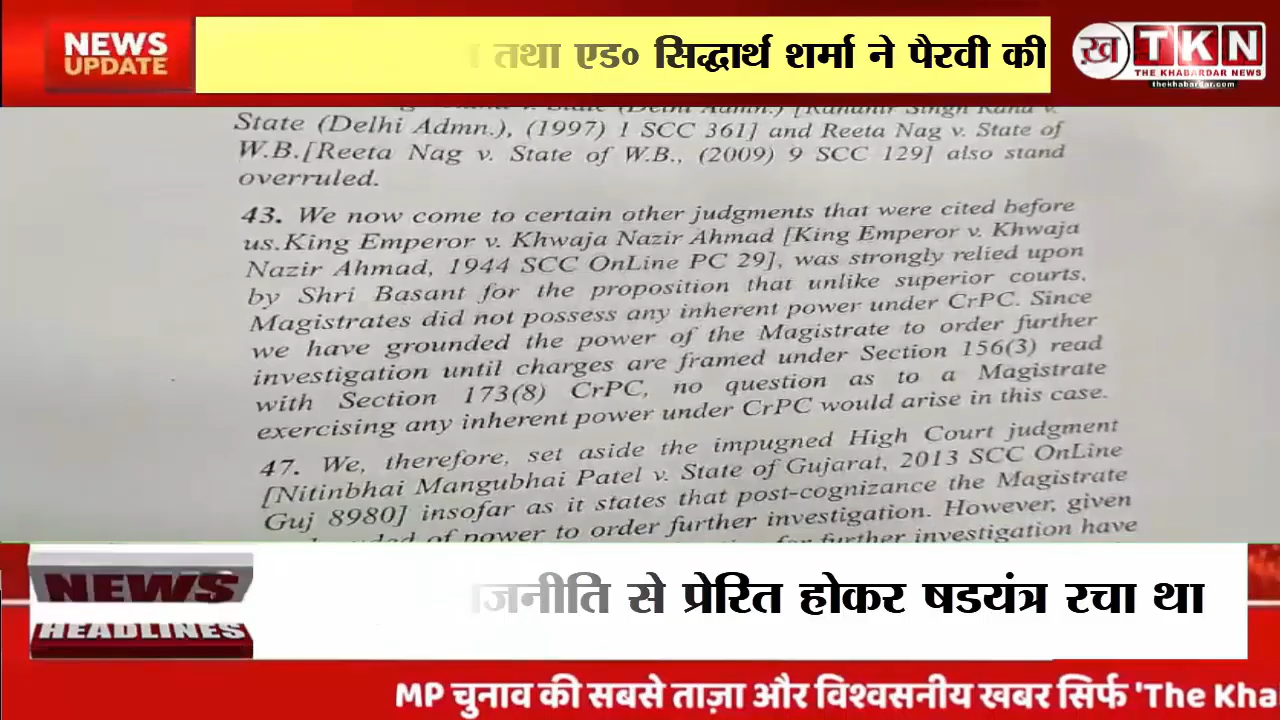 NEWS
UPDATE
तथा एड० सिद्धार्थ शर्मा ने पैरवी की
ख़ TKN
THE KHABARDAR NEWS
thekhabardar.com
State (Delhi Admn.), (1997) 1 SCC 361] and Reeta Nag v. State of
W.B.[Reeta Nag v. State of W.B., (2009) 9 SCC 129] also stand
overruled.
43. We now come to certain other judgments that were cited before
us.King Emperor v. Khwaja Nazir Ahmad [King Emperor v. Khwaja
Nazir Ahmad, 1944 SCC OnLine PC 29], was strongly relied upon
by Shri Basant for the proposition that unlike superior courts,
Magistrates did not possess any inherent power under CrPC. Since
we have grounded the power of the Magistrate to order further
investigation until charges are framed under Section 156(3) read
with Section 173(8) CrPC, no question as to a Magistrate
exercising any inherent power under CrPC would arise in this case.
47. We, therefore, set aside the impugned High Court judgment
[Nitinbhai Mangubhai Patel v. State of Gujarat, 2013 SCC OnLine
Guj 8980] insofar as it states that post-cognizance the Magistrate
of power to order further investigation. However, given
further investigation have
NEWS
HEADLINES
से प्रेरित होकर षडयंत्र रचा था
MP चुनाव की सबसे ताज़ा और विश्वसनीय खबर सिर्फ 'The Kha